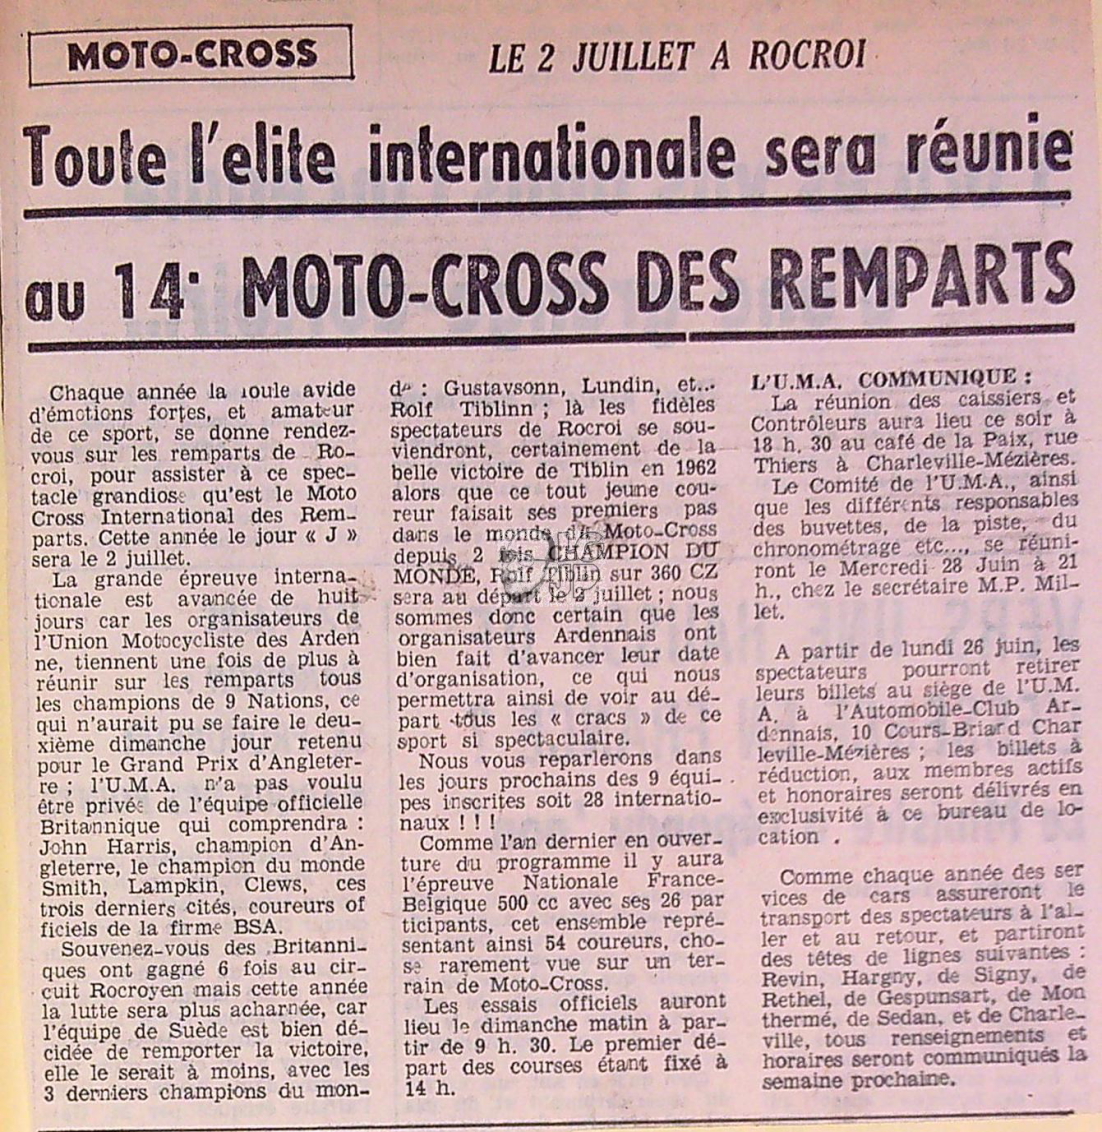 MOTO-CROSS
LE 2 JUILLET A ROCROI
Toute l'elite internationale sera réunie
au 14· MOTO-CROSS DES REMPARTS
Chaque année la foule avide
d'émotions fortes, et amateur
de ce sport, se donne rendez-
vous sur les remparts de Ro-
croi, pour assister à ce spec-
tacle grandiose qu'est le Moto
Cross International des Rem-
parts. Cette année le jour « J »
sera le 2 juillet.
La grande épreuve interna-
tionale est avancée de huit
jours car les organisateurs de
l'Union Motocycliste des Arden
ne, tiennent une fois de plus à
réunir sur les remparts tous
les champions de 9 Nations, ce
qui n'aurait pu se faire le deu-
xième dimanche jour retenu
pour le Grand Prix d'Angleter-
re ; l'U.M.A. n'a pas voulu
être privée de l'équipe officielle
Britannique qui comprendra :
John Harris, champion d'An-
gleterre, le champion du monde
Smith, Lampkin, Clews, ces
trois derniers cités, coureurs of
ficiels de la firme BSA.
Souvenez-vous des Britanni-
ques ont gagné 6 fois au cir-
cuit Rocroyen mais cette année
la lutte sera plus acharnée, car
l'équipe de Suède est bien dé-
cidée de remporter la victoire,
elle le serait à moins, avec les
3 derniers champions du mon-
de : Gustavsonn, Lundin, et...
Rolf Tiblinn ; là les fidèles
spectateurs de Rocroi se sou-
viendront, certainement de la
belle victoire de Tiblin en 1962
alors que ce tout jeune cou-
reur faisait ses premiers pas
dans le monde du Moto-Cross
depuis 2 fois CHAMPION DU
MONDE, Rolf Tiblin sur 360 CZ
sera au départ le 2 juillet ; nous
sommes donc certain que les
organisateurs Ardennais ont
bien fait d'avancer leur date
d'organisation, ce qui nous
permettra ainsi de voir au dé-
part tous les « cracs » de ce
sport si spectaculaire.
Nous vous reparlerons dans
les jours prochains des 9 équi-
pes inscrites soit 28 internatio-
naux ! ! !
Comme l'an dernier en ouver-
ture du programme il y aura
l'épreuve Nationale France-
Belgique 500 cc avec ses 26 par
ticipants, cet ensemble repré-
sentant ainsi 54 coureurs, cho-
se rarement vue sur un ter-
rain de Moto-Cross.
Les essais officiels auront
lieu le dimanche matin à par-
tir de 9 h. 30. Le premier dé-
part des courses étant fixé à
14 h.
L'U.M.A. COMMUNIQUE :
La réunion des caissiers et
Contrôleurs aura lieu ce soir à
18 h. 30 au café de la Paix, rue
Thiers à Charleville-Mézières.
Le Comité de l'U.M.A., ainsi
que les différents responsables
des buvettes, de la piste, du
chronométrage etc..., se réuni-
ront le Mercredi 28 Juin à 21
h., chez le secrétaire M.P. Mil-
let.
A partir de lundi 26 juin, les
spectateurs pourront retirer
leurs billets au siège de l'U.M.
A. à l'Automobile-Club Ar-
dennais, 10 Cours-Briard Char
leville-Mézières ; les billets à
réduction, aux membres actifs
et honoraires seront délivrés en
exclusivité à ce bureau de lo-
cation .
Comme chaque année des ser
vices de cars assureront le
transport des spectateurs à l'al-
ler et au retour, et partiront
des têtes de lignes suivantes :
Revin, Hargny, de Signy, de
Rethel, de Gespunsart, de Mon
thermé, de Sedan, et de Charle-
ville, tous renseignements et
horaires seront communiqués la
semaine prochaine.